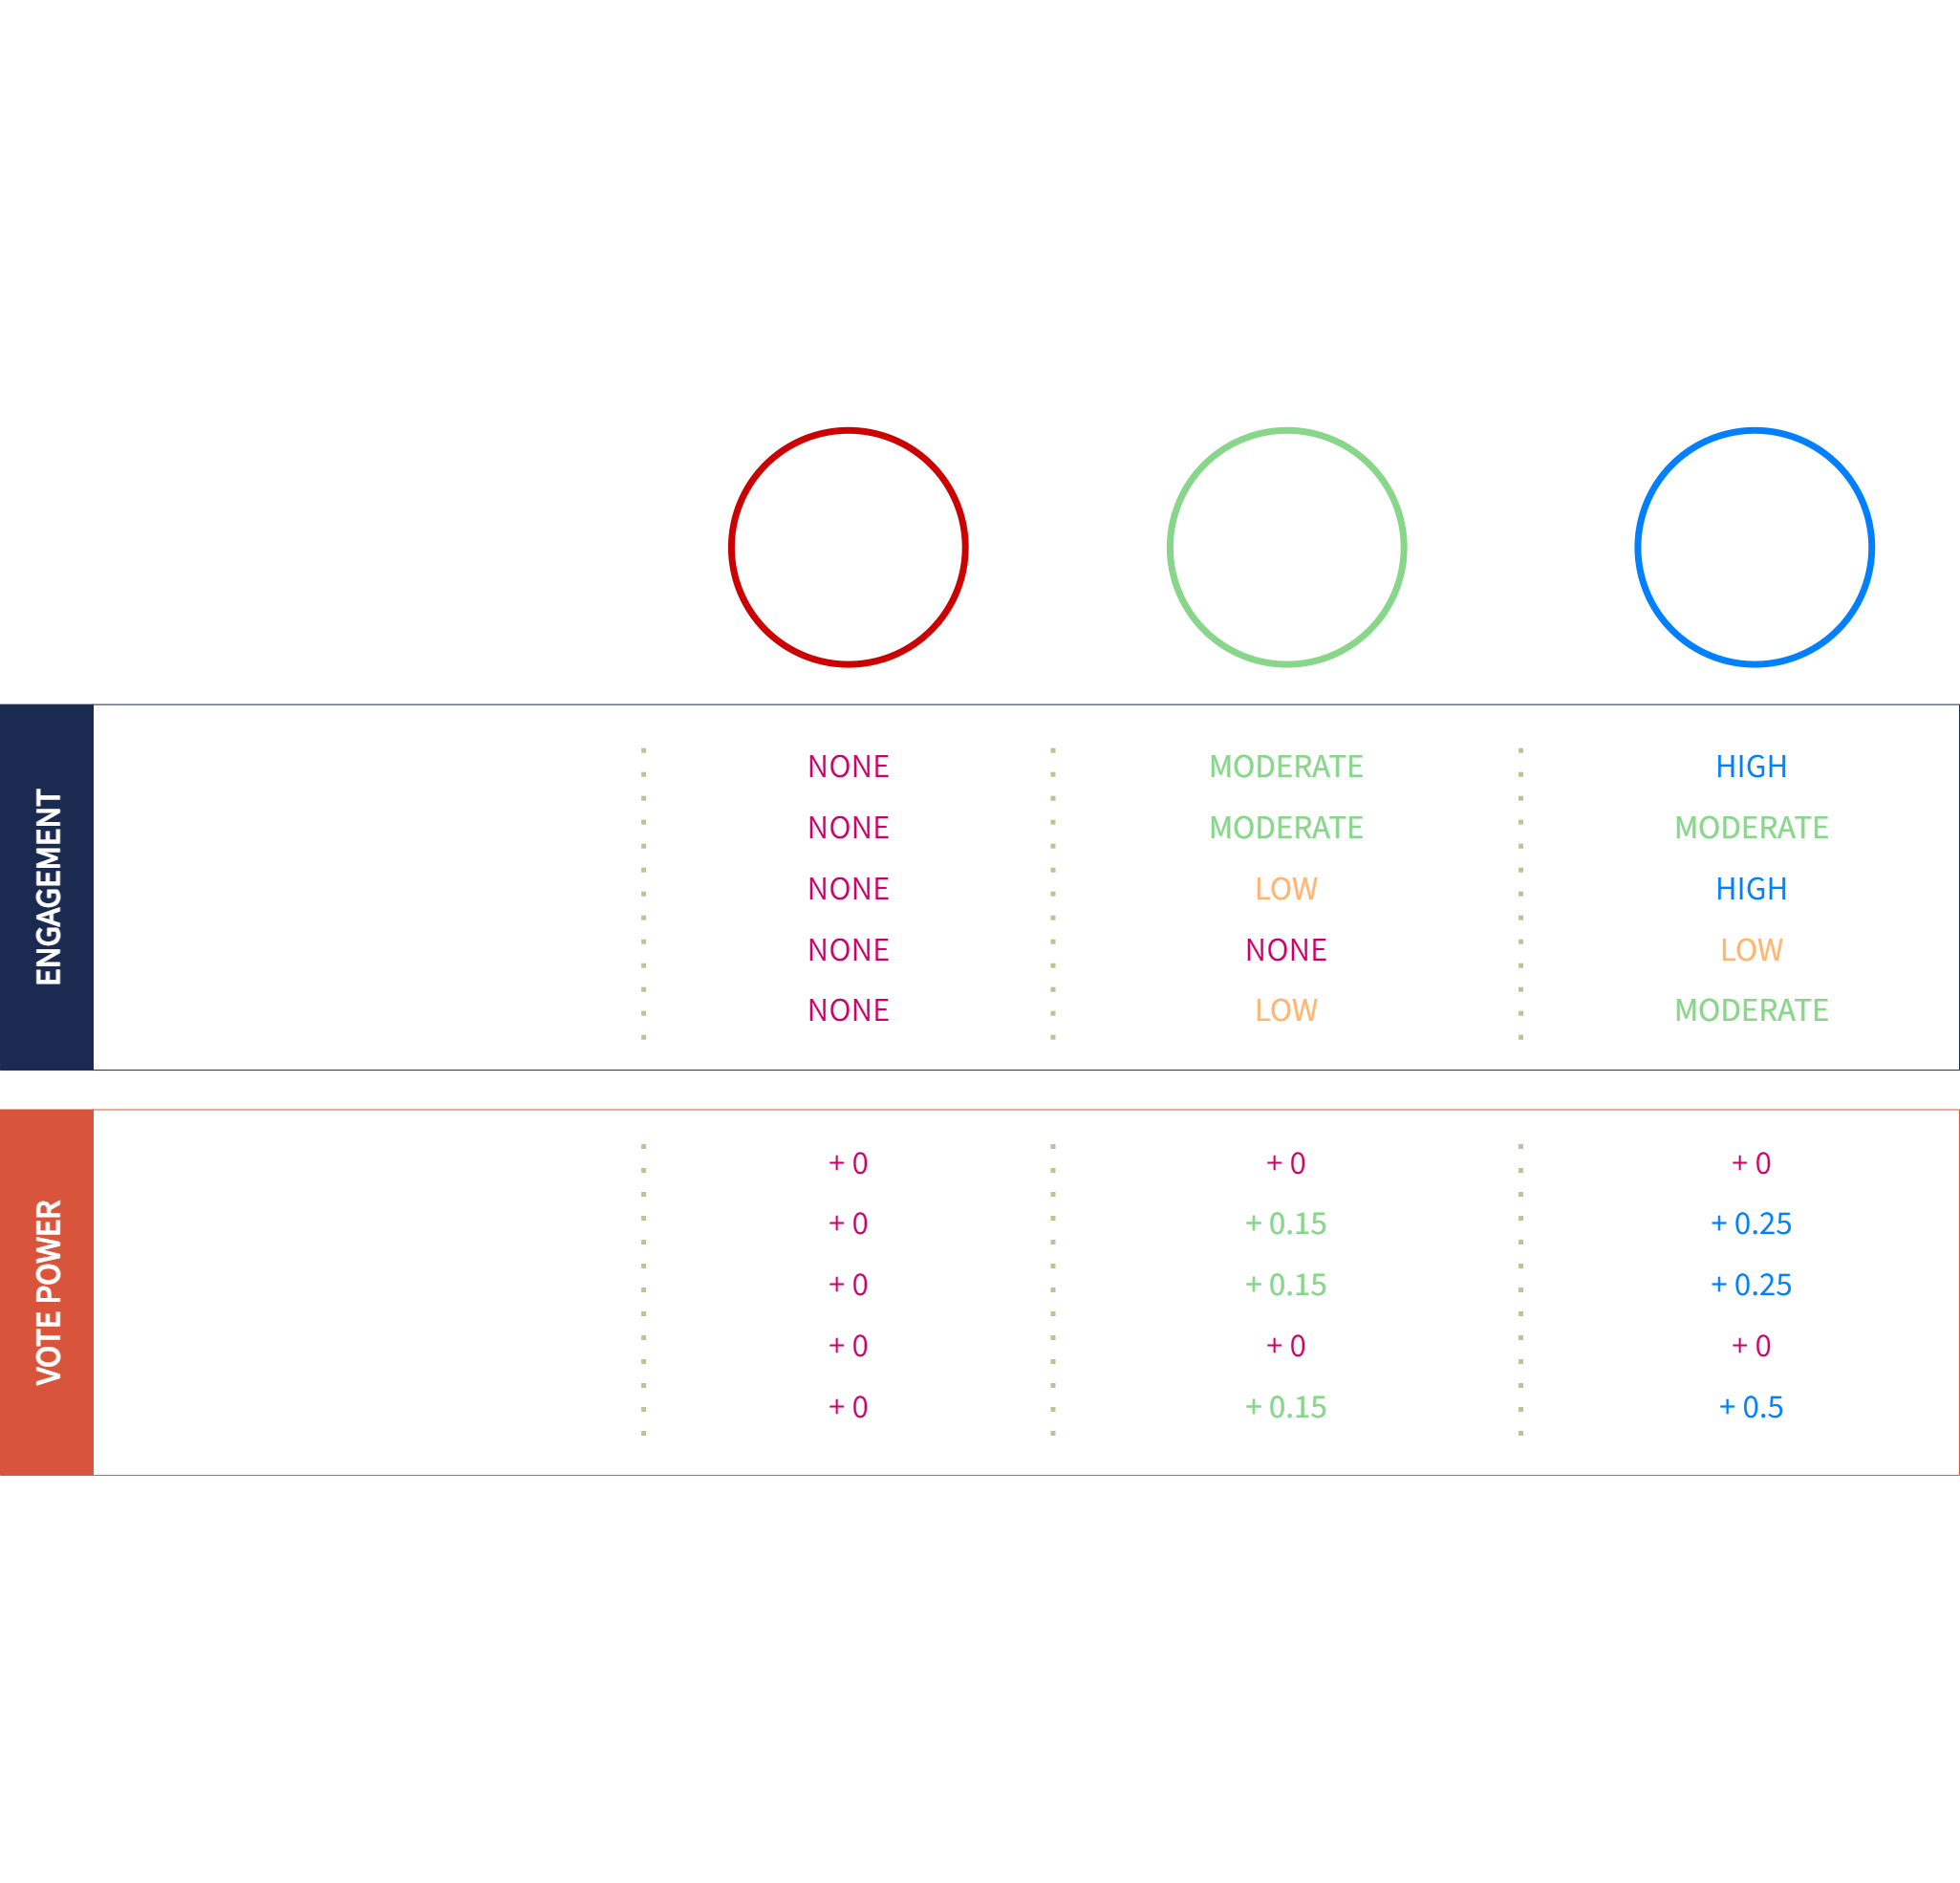 ENGAGEMENT
NONE MODERATE HIGH
NONE MODERATE MODERATE
NONE LOW HIGH
NONE NONE LOW
NONE LOW MODERATE
VOTE POWER
+ 0 + 0 + 0
+ 0 + 0.15 + 0.25
+ 0 + 0.15 + 0.25
+ 0 + 0 + 0
+ 0 + 0.15 + 0.5